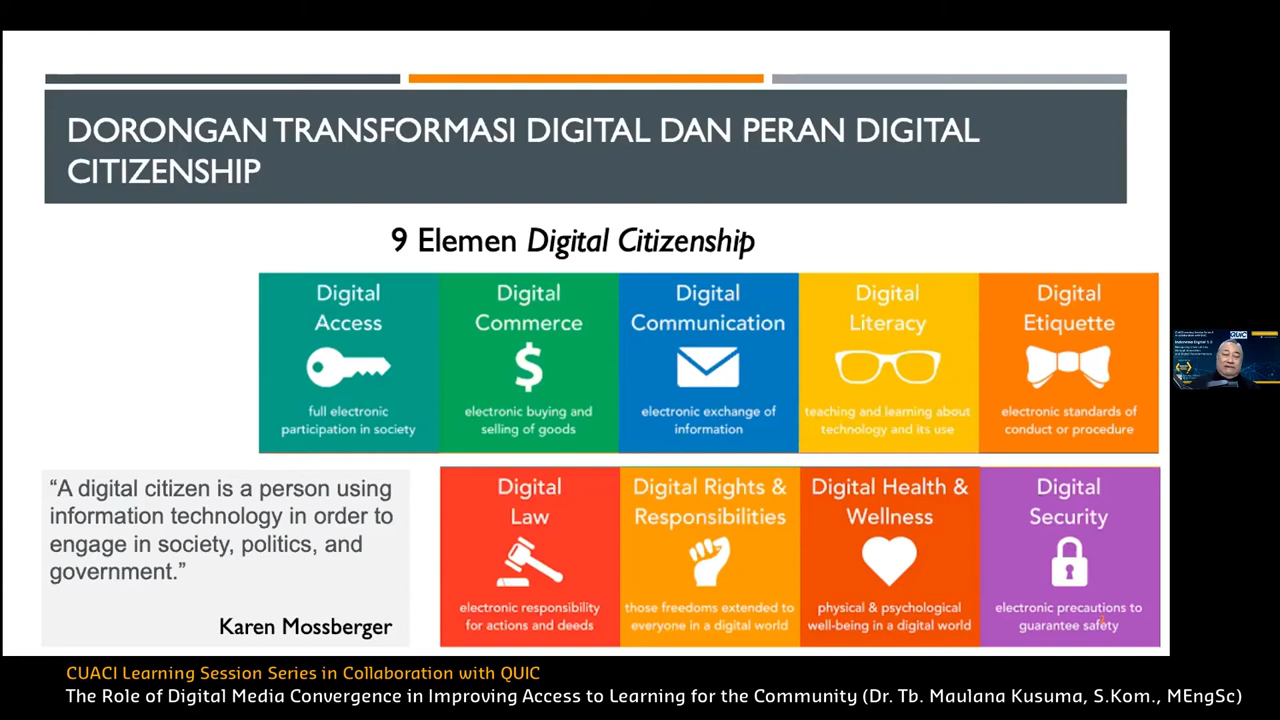 DORONGAN TRANSFORMASI DIGITAL DAN PERAN DIGITAL
CITIZENSHIP
9 Elemen Digital Citizenship
Digital
Access
full electronic
participation in society
Digital
Commerce
electronic buying and
selling of goods
Digital
Communication
electronic exchange of
information
Digital
Literacy
teaching and learning about
technology and its use
Digital
Etiquette
electronic standards of
conduct or procedure
"A digital citizen is a person using
information technology in order to
engage in society, politics, and
government."
Karen Mossberger
Digital
Law
electronic responsibility
for actions and deeds
Digital Rights &
Responsibilities
those freedoms extended to
everyone in a digital world
Digital Health &
Wellness
physical & psychological
well-being in a digital world
Digital
Security
electronic precautions to
guarantee safety
QUIC
CUACI Learning Session Series in Collaboration with QUIC
The Role of Digital Media Convergence in Improving Access to Learning for the Community (Dr. Tb. Maulana Kusuma, S.Kom., MEngSc)